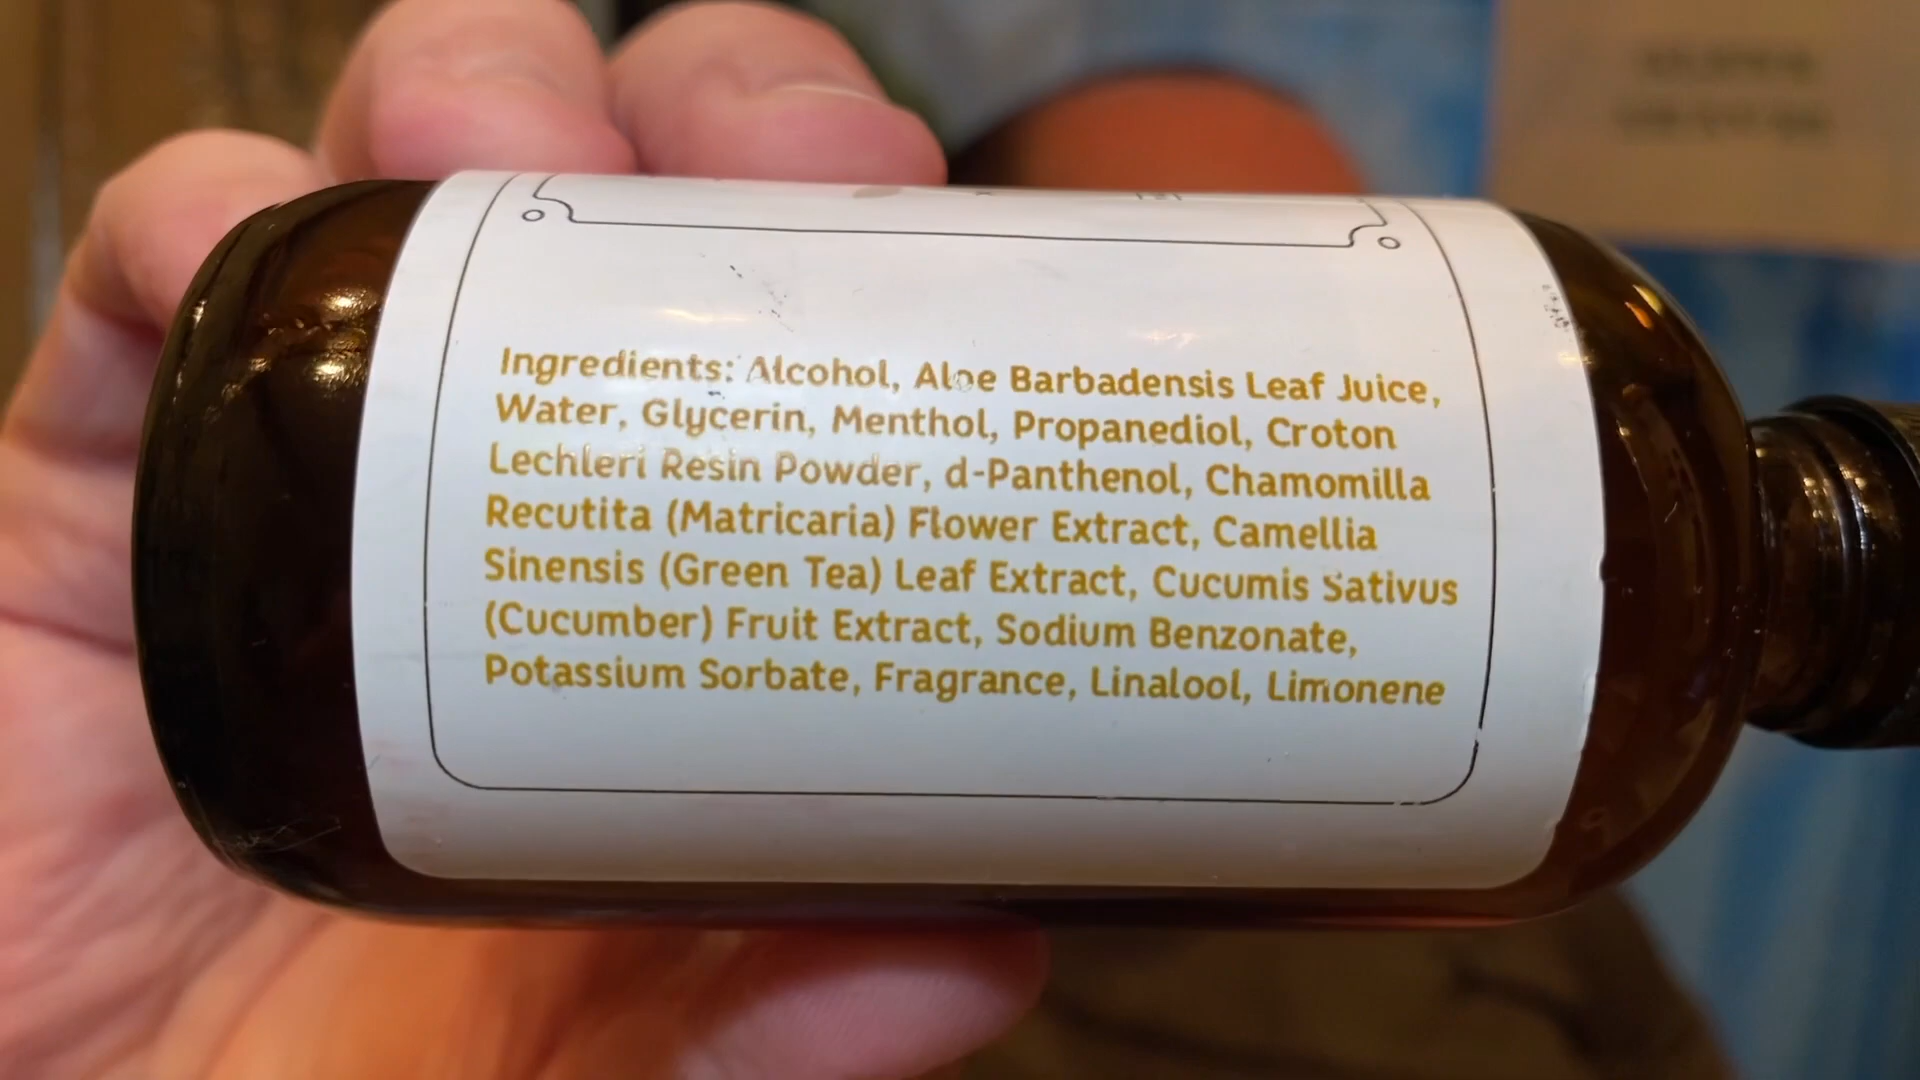 Ingredients: Alcohol, Aloe Barbadensis Leaf Juice,
Water, Glycerin, Menthol, Propanediol, Croton
Lechleri Resin Powder, d-Panthenol, Chamomilla
Recutita (Matricaria) Flower Extract, Camellia
Sinensis (Green Tea) Leaf Extract, Cucumis Sativus
(Cucumber) Fruit Extract, Sodium Benzonate,
Potassium Sorbate, Fragrance, Linalool, Limonene